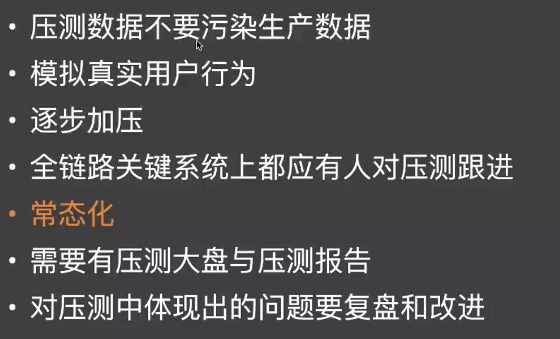 • 压测数据不要污染生产数据
• 模拟真实用户行为
• 逐步加压
• 全链路关键系统上都应有人对压测跟进
• 常态化
• 需要有压测大盘与压测报告
• 对压测中体现出的问题要复盘和改进